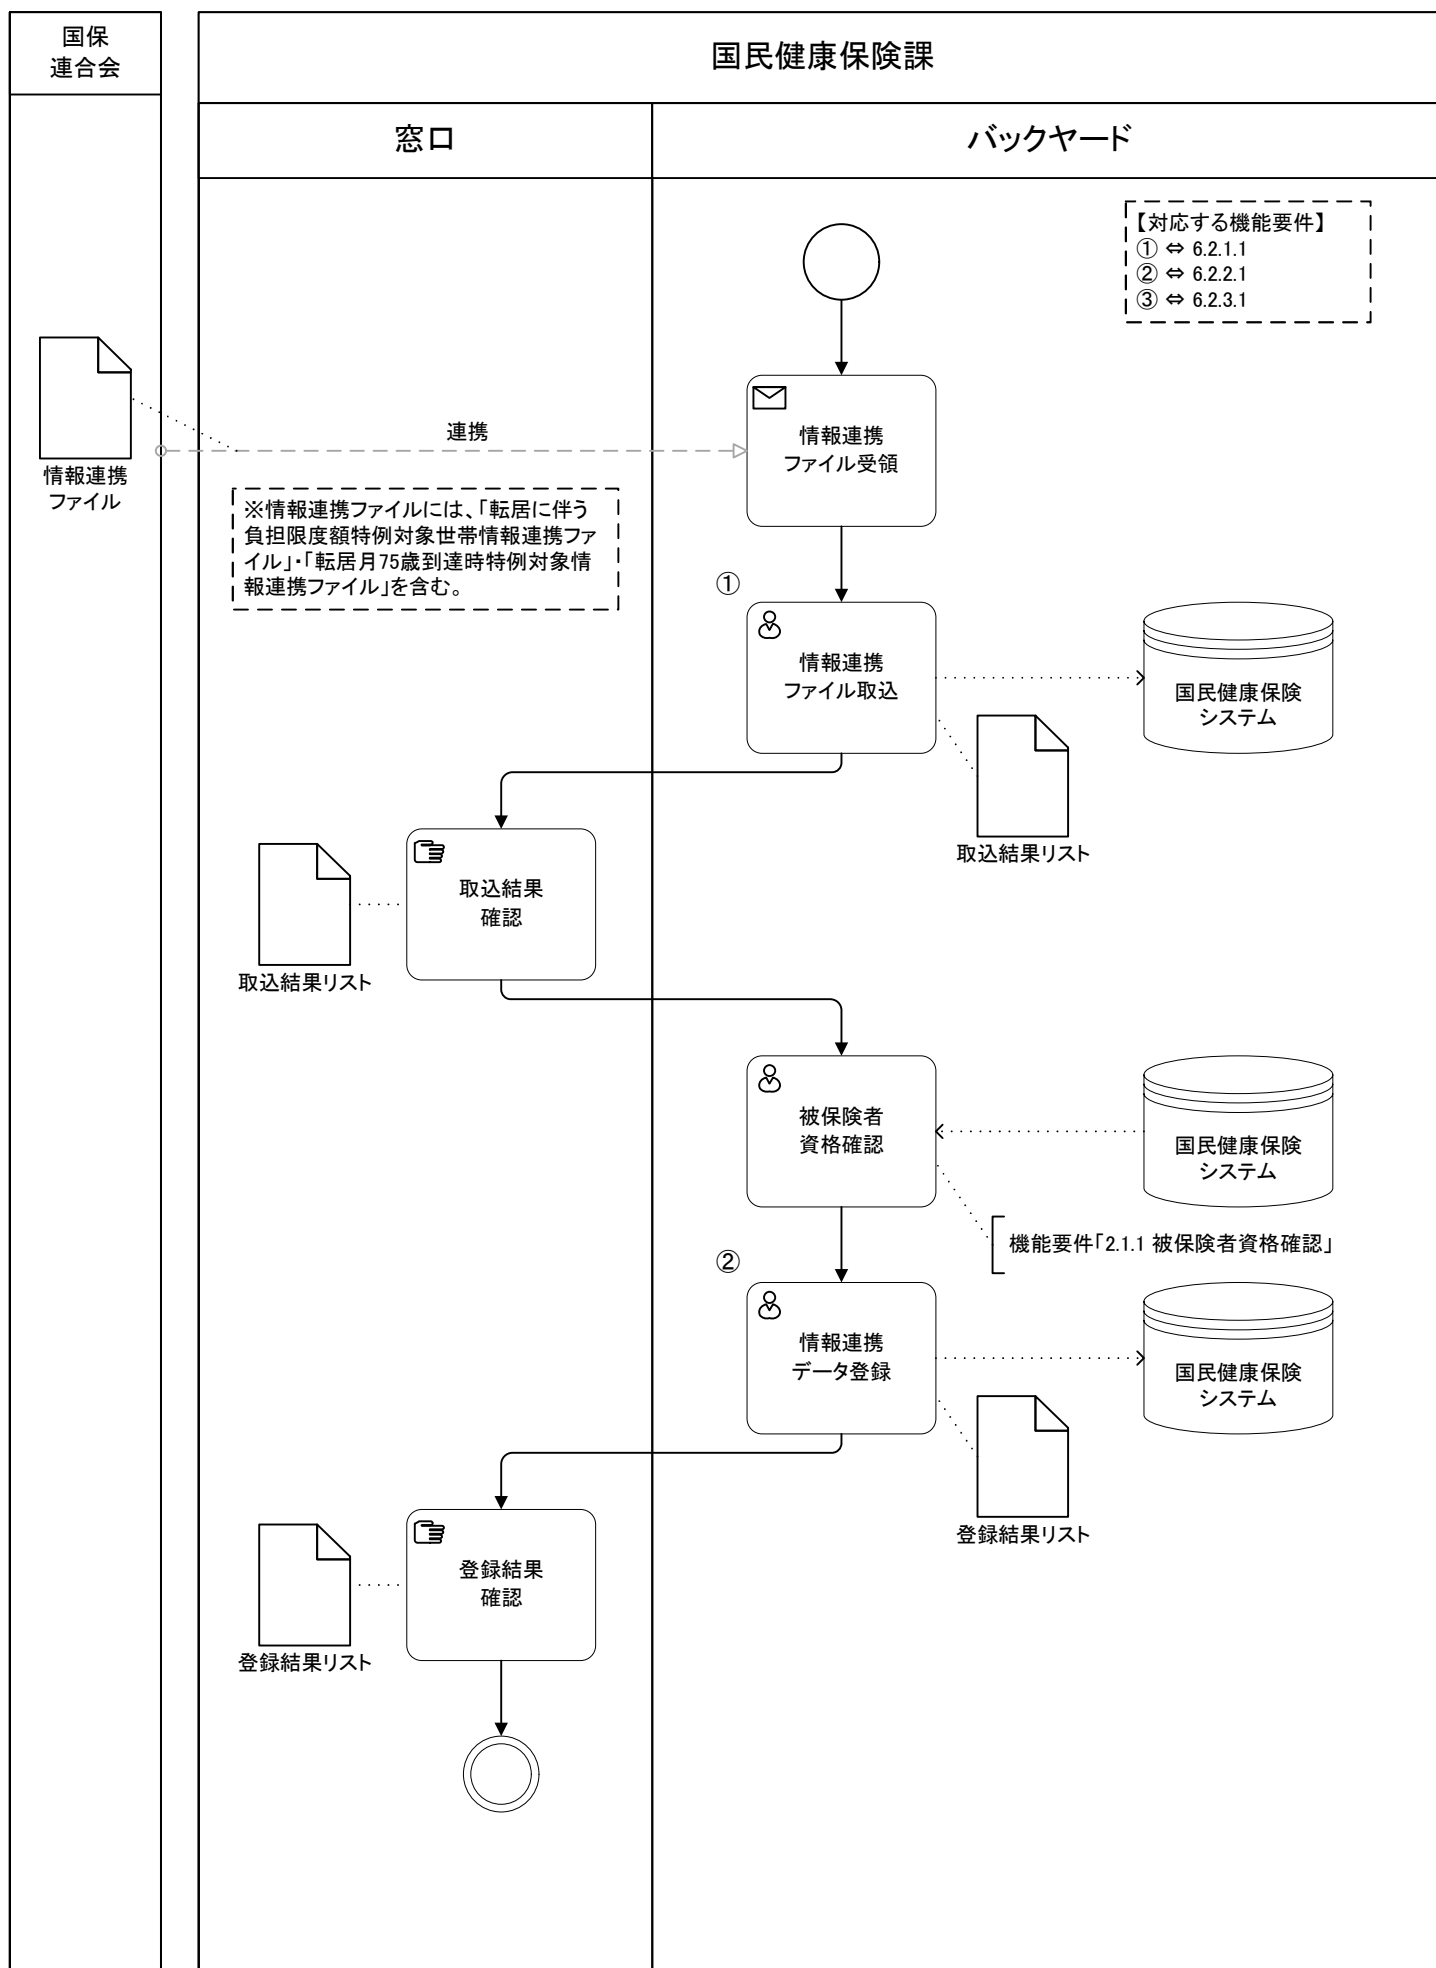 国保
連合会
国民健康保険課
窓口
バックヤード
【対応する機能要件】
① ⇔ 6.2.1.1
② ⇔ 6.2.2.1
③ ⇔ 6.2.3.1
情報連携
ファイル
連携
情報連携
ファイル受領
※情報連携ファイルには、「転居に伴う
負担限度額特例対象世帯情報連携ファ
イル」・「転居月75歳到達時特例対象情
報連携ファイル」を含む。
①
情報連携
ファイル取込
国民健康保険
システム
取込結果リスト
取込結果
確認
取込結果リスト
被保険者
資格確認
国民健康保険
システム
機能要件「2.1.1 被保険者資格確認」
②
情報連携
データ登録
国民健康保険
システム
登録結果リスト
登録結果
確認
登録結果リスト